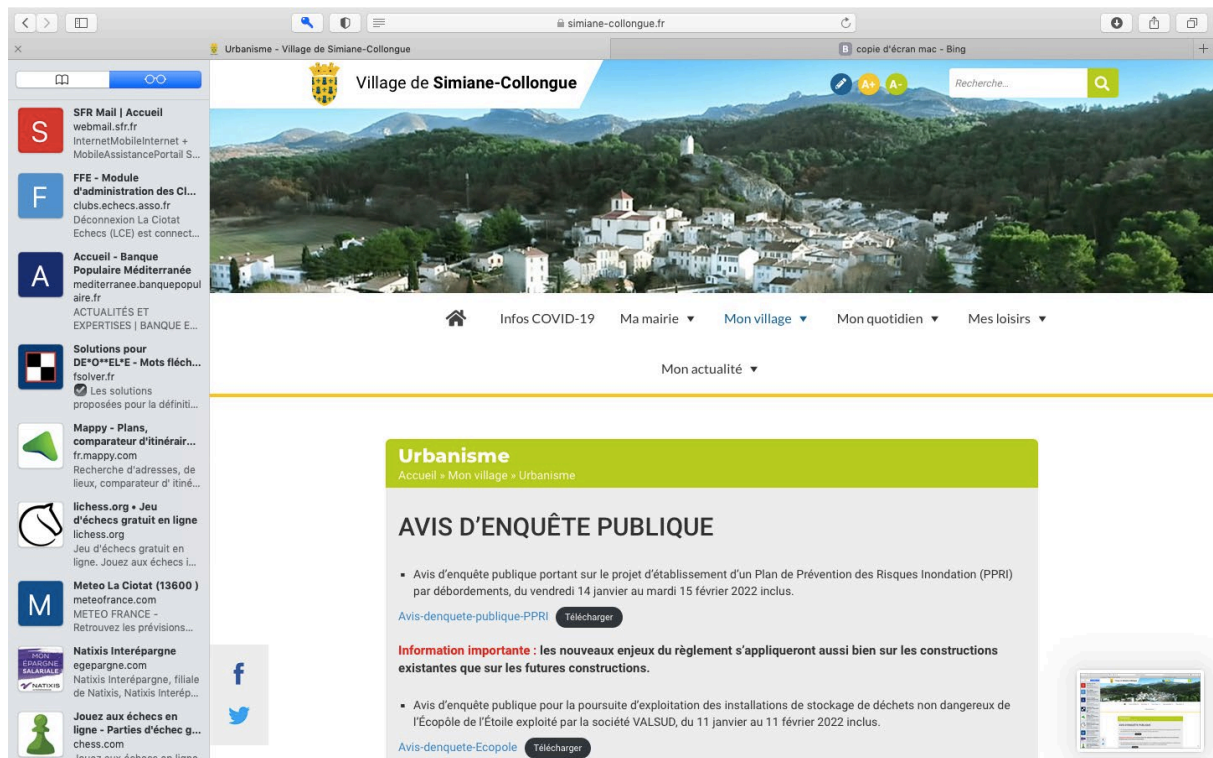 simiane-collongue.fr
Urbanisme - Village de Simiane-Collongue
B copie d'écran mac - Bing
S
SFR Mail | Accueil
webmail.sfr.fr
InternetMobileInternet +
MobileAssistancePortail S...
F
FFE - Module
d'administration des Cl...
clubs.echecs.asso.fr
Déconnexion La Ciotat
Echecs (LCE) est connect...
A
Accueil - Banque
Populaire Méditerranée
mediterranee.banquepopul
aire.fr
ACTUALITÉS ET
EXPERTISES | BANQUE E...
Solutions pour
DE*O**EL*E - Mots fléch...
fsolver.fr
Les solutions
proposées pour la définiti...
Mappy - Plans,
comparateur d'itinérair...
fr.mappy.com
Recherche d'adresses, de
lieux, comparateur d' itiné...
lichess.org • Jeu
d'échecs gratuit en ligne
lichess.org
Jeu d'échecs gratuit en
ligne. Jouez aux échecs i...
M
Meteo La Ciotat (13600 )
meteofrance.com
METEO FRANCE -
Retrouvez les prévisions...
MON
ÉPARGNE
SALARIALE
NATIXIS
Natixis Interépargne
egepargne.com
Natixis Interépargne, filiale
de Natixis, Natixis Interép...
Jouez aux échecs en
ligne - Parties d'échec g...
chess.com
Jouez aux échecs en ligne
Village de Simiane-Collongue
A+ A-
Recherche...
Infos COVID-19 Ma mairie Mon village Mon quotidien Mes loisirs
Mon actualité
Urbanisme
Accueil » Mon village » Urbanisme
AVIS D'ENQUÊTE PUBLIQUE
▪ Avis d'enquête publique portant sur le projet d'établissement d'un Plan de Prévention des Risques Inondation (PPRI)
par débordements, du vendredi 14 janvier au mardi 15 février 2022 inclus.
Avis-denquete-publique-PPRI Télécharger
Information importante : les nouveaux enjeux du règlement s'appliqueront aussi bien sur les constructions
existantes que sur les futures constructions.
▪ Avis d'enquête publique pour la poursuite d'exploitation des installations de stockage de déchets non dangereux de
l'Écopôle de l'Étoile exploité par la société VALSUD, du 11 janvier au 11 février 2022 inclus.
Avis-denquete-Ecopole Télécharger